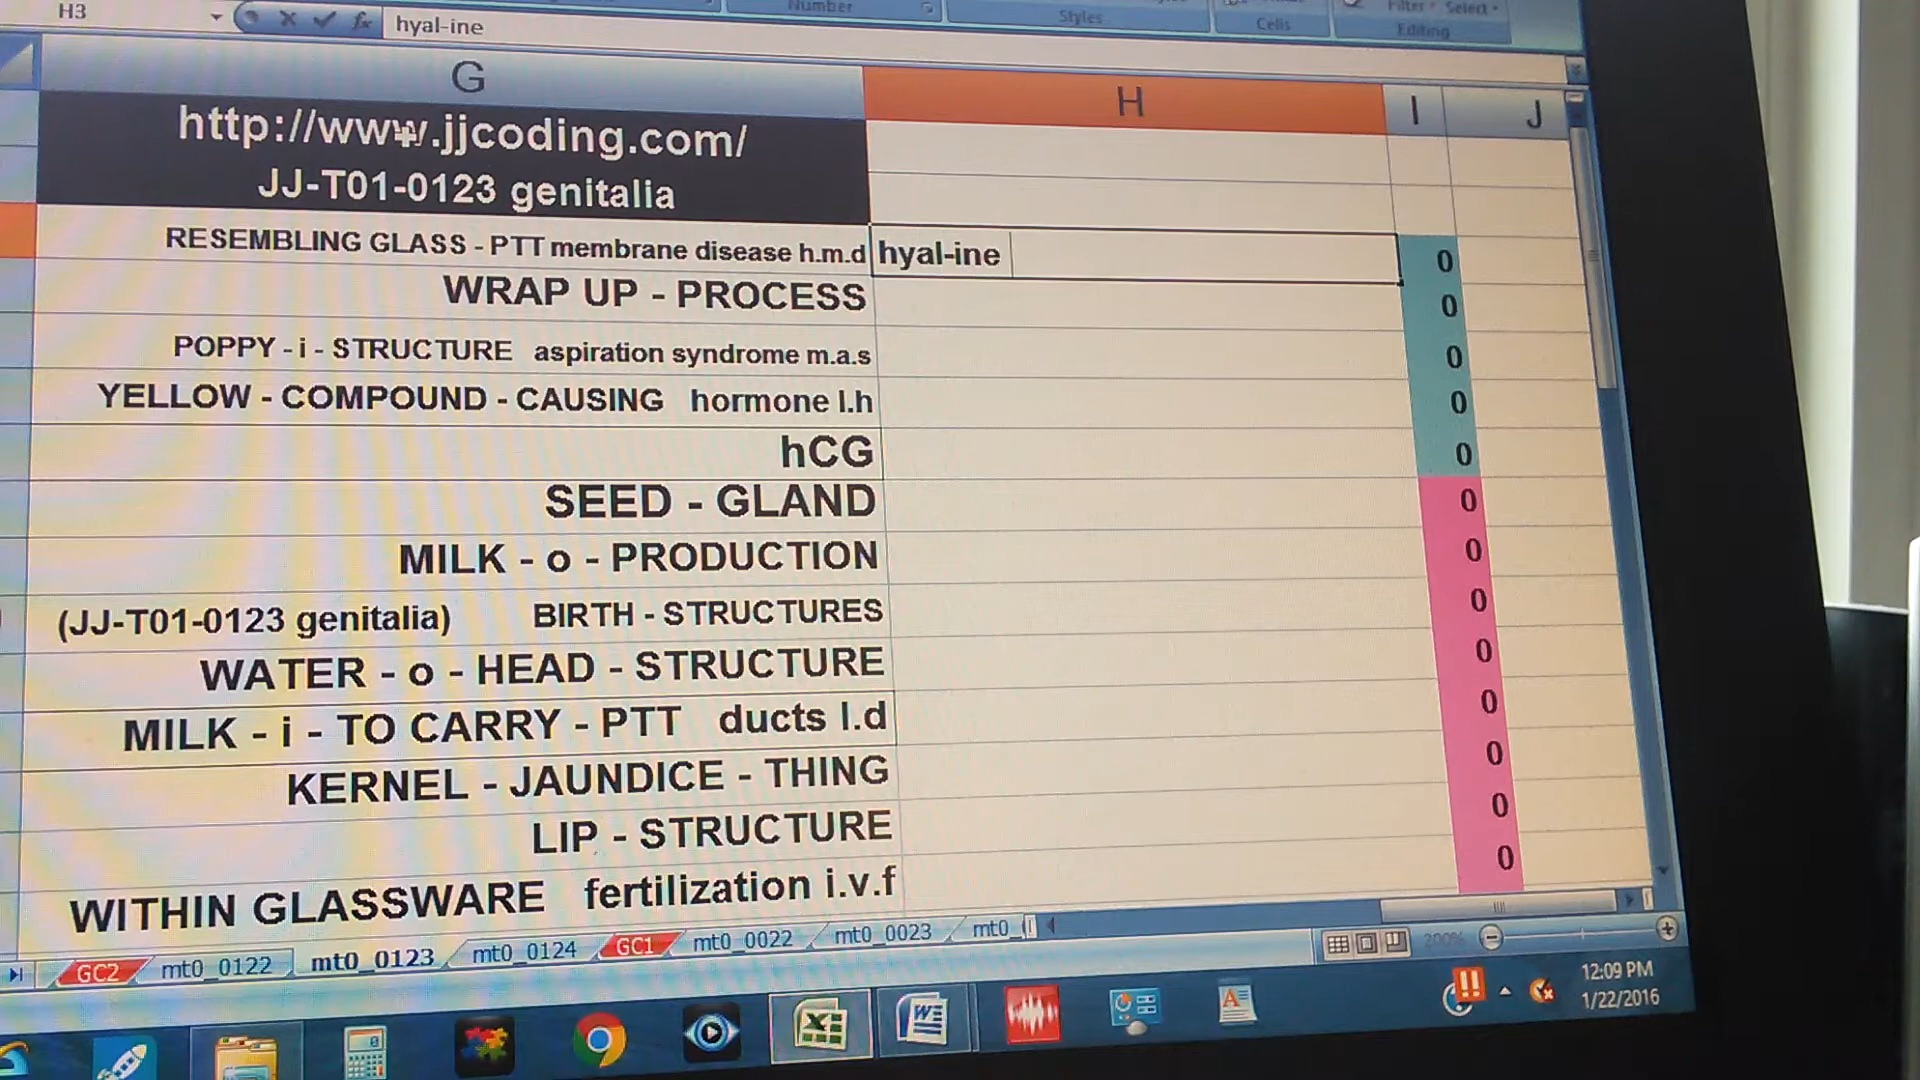 H3 fx hyal-ine
Number Styles Cells Filter Select Editing
G H I J
http://www.jjcoding.com/
JJ-T01-0123 genitalia
RESEMBLING GLASS - PTT membrane disease h.m.d hyal-ine 0
WRAP UP - PROCESS 0
POPPY - i - STRUCTURE aspiration syndrome m.a.s 0
YELLOW - COMPOUND - CAUSING hormone l.h 0
hCG 0
SEED - GLAND 0
MILK - o - PRODUCTION 0
(JJ-T01-0123 genitalia) BIRTH - STRUCTURES 0
WATER - o - HEAD - STRUCTURE 0
MILK - i - TO CARRY - PTT ducts l.d 0
KERNEL - JAUNDICE - THING 0
LIP - STRUCTURE 0
WITHIN GLASSWARE fertilization i.v.f 0
GC2 mt0_0122 mt0_0123 mt0_0124 GC1 mt0_0022 mt0_0023 mt0_ 200%
12:09 PM
1/22/2016